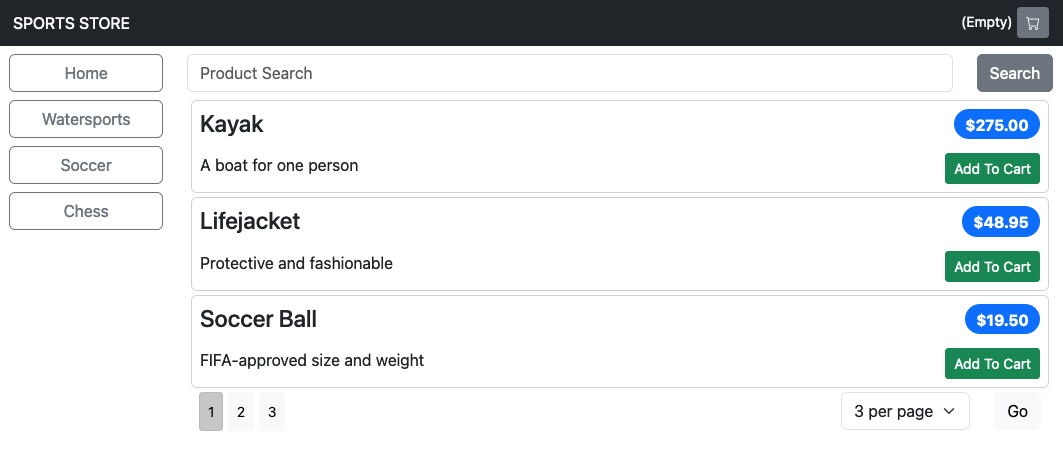 SPORTS STORE
(Empty)
Home
Watersports
Soccer
Chess
Product Search
Search
Kayak
$275.00
A boat for one person
Add To Cart
Lifejacket
$48.95
Protective and fashionable
Add To Cart
Soccer Ball
$19.50
FIFA-approved size and weight
Add To Cart
1 2 3
3 per page
Go